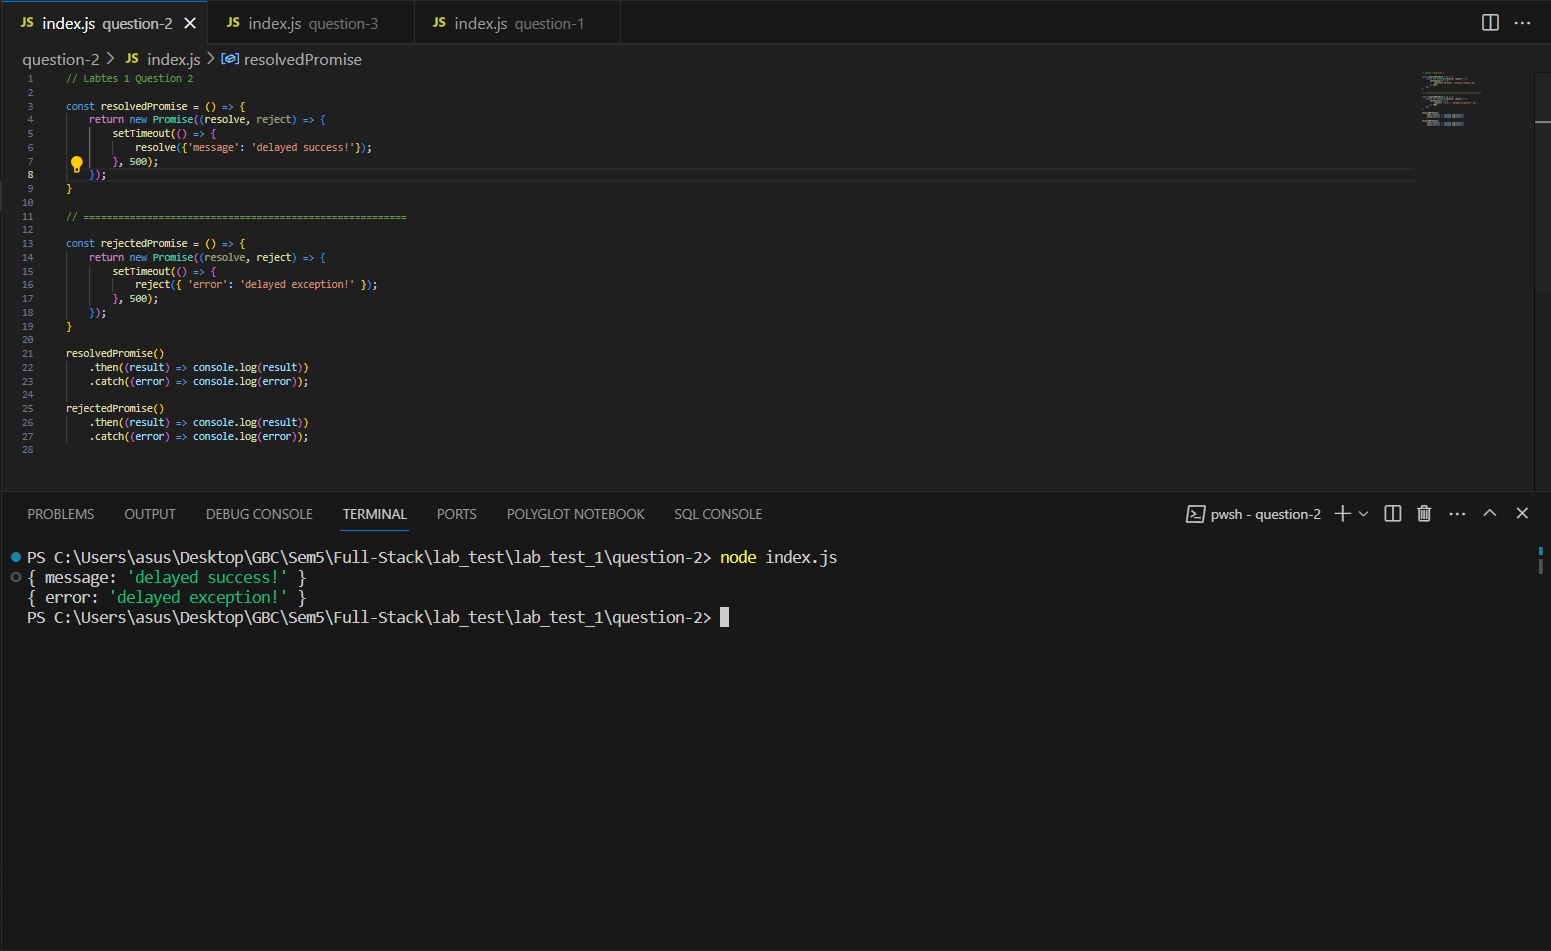 JS index.js question-2 JS index.js question-3 JS index.js question-1
question-2 > JS index.js > resolvedPromise
1 // Labtes 1 Question 2
2
3 const resolvedPromise = () => {
4     return new Promise((resolve, reject) => {
5         setTimeout(() => {
6             resolve({'message': 'delayed success!'});
7         }, 500);
8     });
9 }
10
11 // ========================================================
12
13 const rejectedPromise = () => {
14     return new Promise((resolve, reject) => {
15         setTimeout(() => {
16             reject({ 'error': 'delayed exception!' });
17         }, 500);
18     });
19 }
20
21 resolvedPromise()
22     .then((result) => console.log(result))
23     .catch((error) => console.log(error));
24
25 rejectedPromise()
26     .then((result) => console.log(result))
27     .catch((error) => console.log(error));
28
PROBLEMS OUTPUT DEBUG CONSOLE TERMINAL PORTS POLYGLOT NOTEBOOK SQL CONSOLE pwsh - question-2
PS C:\Users\asus\Desktop\GBC\Sem5\Full-Stack\lab_test\lab_test_1\question-2> node index.js
{ message: 'delayed success!' }
{ error: 'delayed exception!' }
PS C:\Users\asus\Desktop\GBC\Sem5\Full-Stack\lab_test\lab_test_1\question-2>